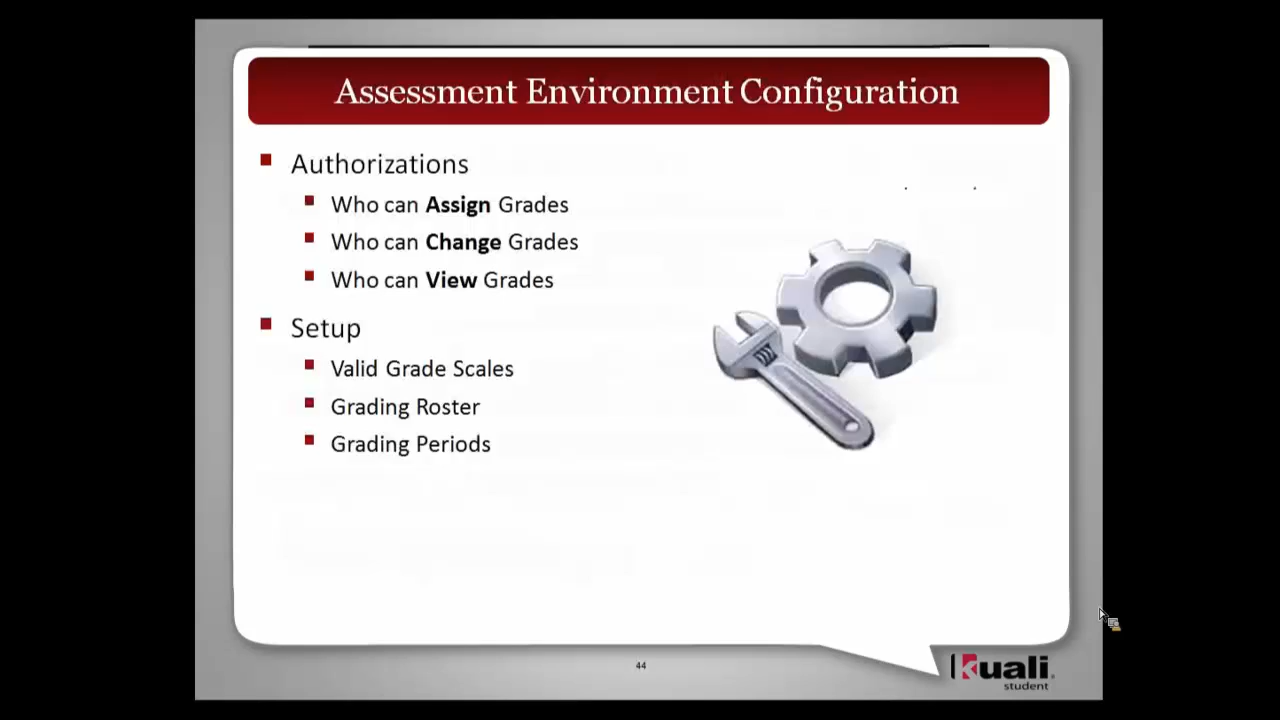 Assessment Environment Configuration
Authorizations
Who can Assign Grades
Who can Change Grades
Who can View Grades
Setup
Valid Grade Scales
Grading Roster
Grading Periods
44
kuali
student